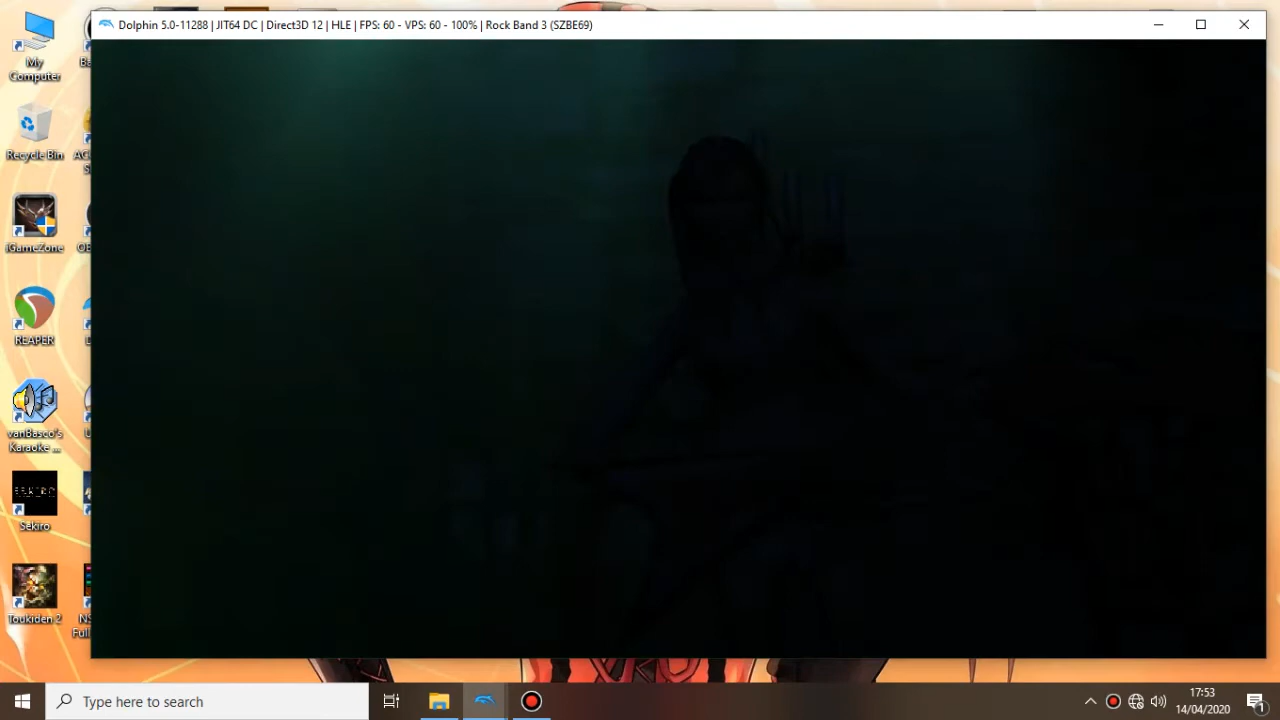 Dolphin 5.0-11288 | JIT64 DC | Direct3D 12 | HLE | FPS: 60 - VPS: 60 - 100% | Rock Band 3 (SZBE69)
My
Computer
Recycle Bin
iGameZone
REAPER
vanBasco's
Karaoke ...
Sekiro
Toukiden 2
Type here to search
17:53
14/04/2020